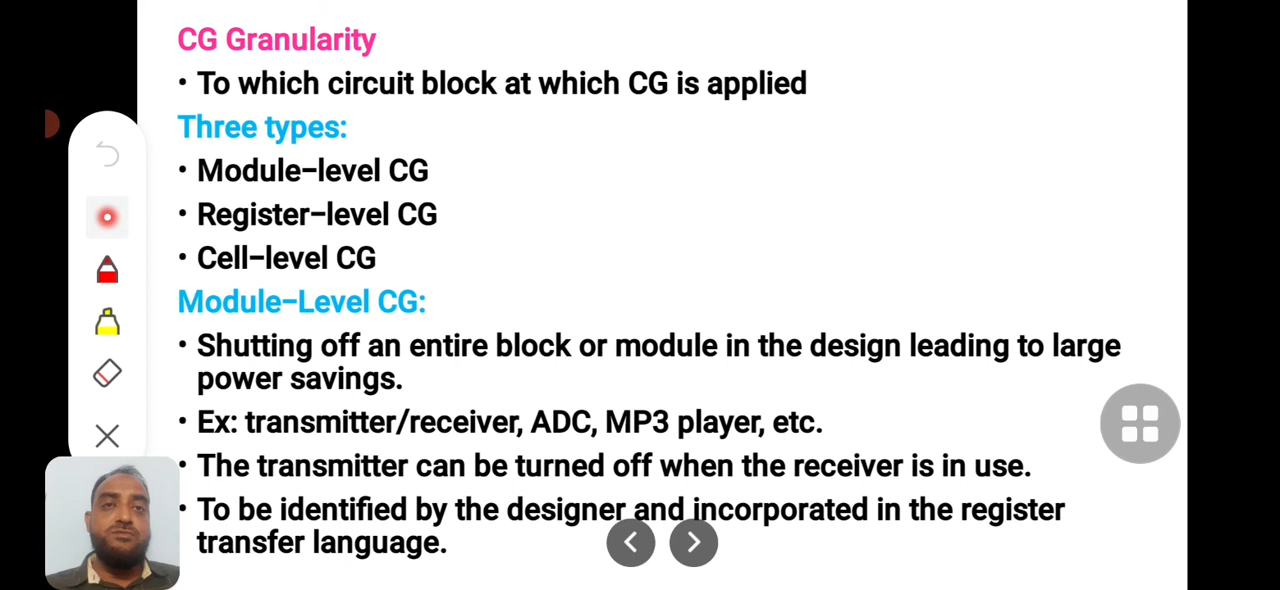 CG Granularity
• To which circuit block at which CG is applied
Three types:
• Module-level CG
• Register-level CG
• Cell-level CG
Module-Level CG:
• Shutting off an entire block or module in the design leading to large
power savings.
• Ex: transmitter/receiver, ADC, MP3 player, etc.
• The transmitter can be turned off when the receiver is in use.
• To be identified by the designer and incorporated in the register
transfer language.